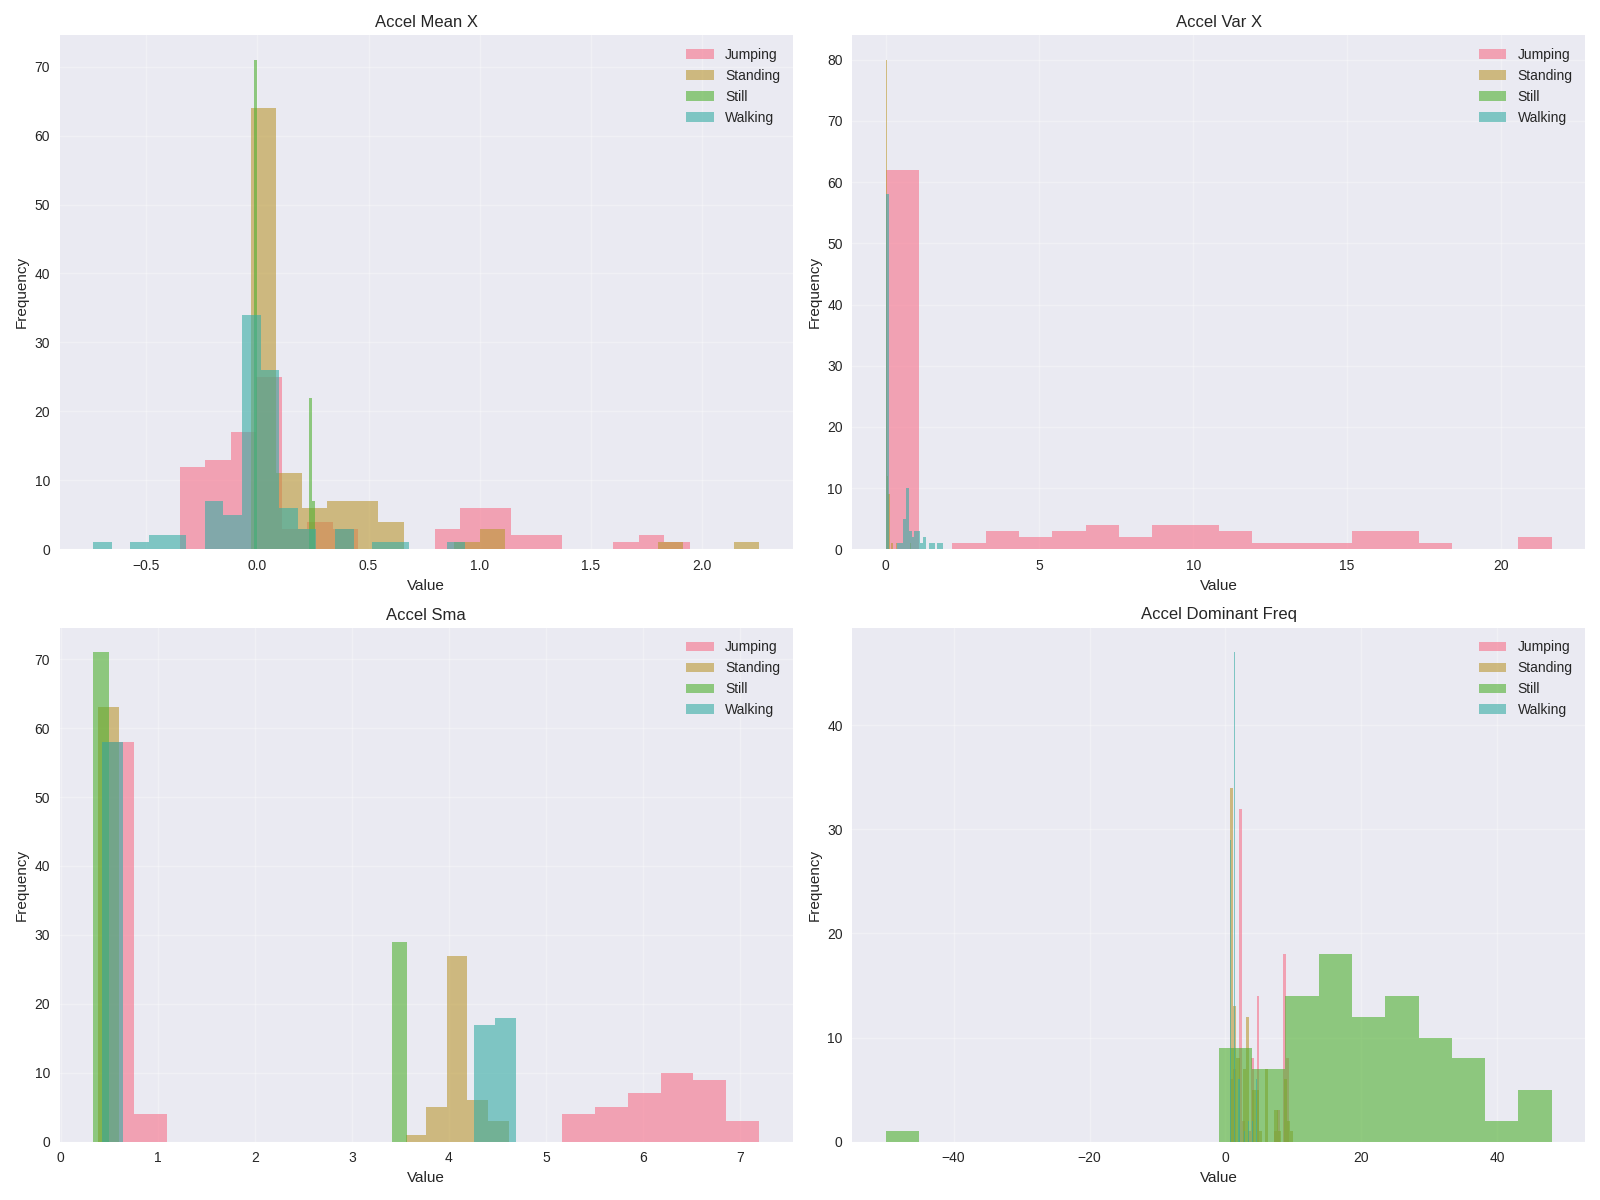 Accel Mean X
Frequency
70
60
50
40
30
20
10
0
−0.5
0.0
0.5
1.0
1.5
2.0
Value
Jumping
Standing
Still
Walking
Accel Var X
Frequency
80
70
60
50
40
30
20
10
0
0
5
10
15
20
Value
Jumping
Standing
Still
Walking
Accel Sma
Frequency
70
60
50
40
30
20
10
0
0
1
2
3
4
5
6
7
Value
Jumping
Standing
Still
Walking
Accel Dominant Freq
Frequency
40
30
20
10
0
−40
−20
0
20
40
Value
Jumping
Standing
Still
Walking